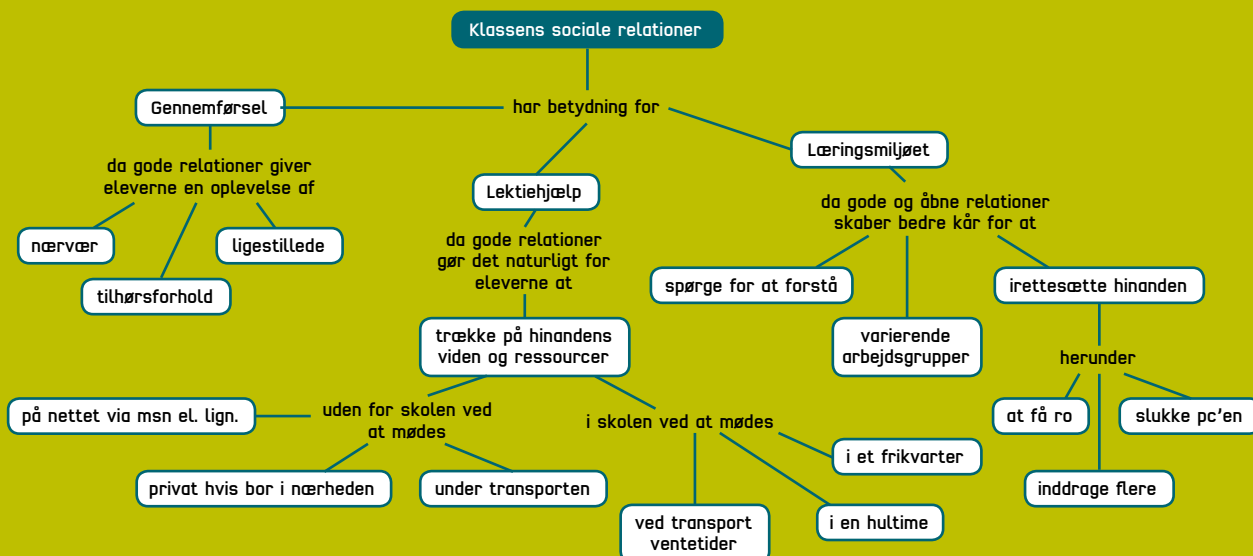 Klassens sociale relationer
har betydning for
Gennemførsel
da gode relationer giver
eleverne en oplevelse af
nærvær
tilhørsforhold
ligestillede
Lektiehjælp
da gode relationer
gør det naturligt for
eleverne at
trække på hinandens
viden og ressourcer
uden for skolen ved
at mødes
på nettet via msn el. lign.
privat hvis bor i nærheden
under transporten
i skolen ved at mødes
ved transport
ventetider
i en hultime
i et frikvarter
Læringsmiljøet
da gode og åbne relationer
skaber bedre kår for at
spørge for at forstå
varierende
arbejdsgrupper
irettesætte hinanden
herunder
at få ro
inddrage flere
slukke pc'en